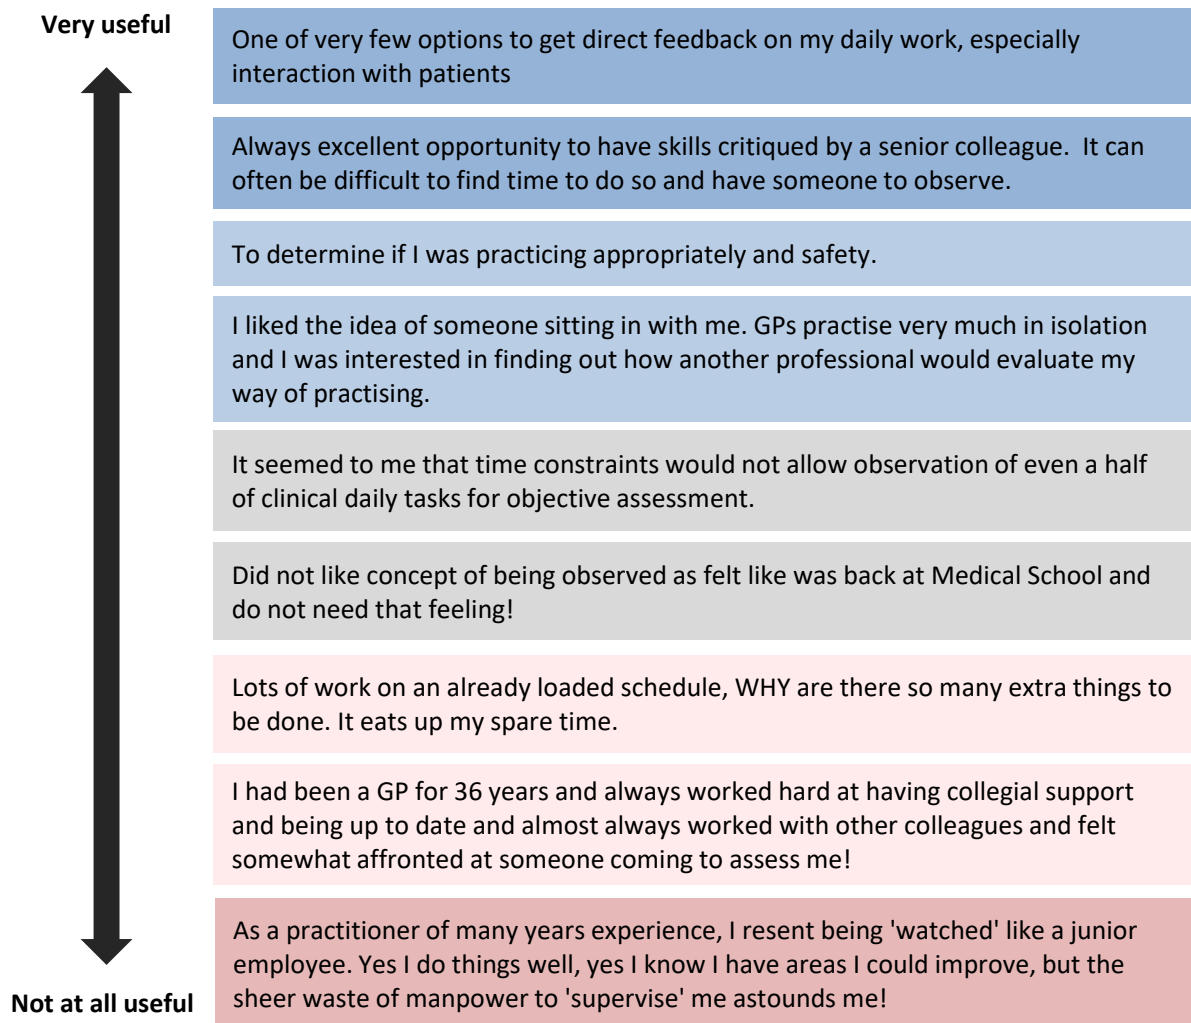 Very useful
One of very few options to get direct feedback on my daily work, especially
interaction with patients
Always excellent opportunity to have skills critiqued by a senior colleague.  It can
often be difficult to find time to do so and have someone to observe.
To determine if I was practicing appropriately and safety.
I liked the idea of someone sitting in with me. GPs practise very much in isolation
and I was interested in finding out how another professional would evaluate my
way of practising.
It seemed to me that time constraints would not allow observation of even a half
of clinical daily tasks for objective assessment.
Did not like concept of being observed as felt like was back at Medical School and
do not need that feeling!
Lots of work on an already loaded schedule, WHY are there so many extra things to
be done. It eats up my spare time.
I had been a GP for 36 years and always worked hard at having collegial support
and being up to date and almost always worked with other colleagues and felt
somewhat affronted at someone coming to assess me!
As a practitioner of many years experience, I resent being 'watched' like a junior
employee. Yes I do things well, yes I know I have areas I could improve, but the
sheer waste of manpower to 'supervise' me astounds me!
Not at all useful